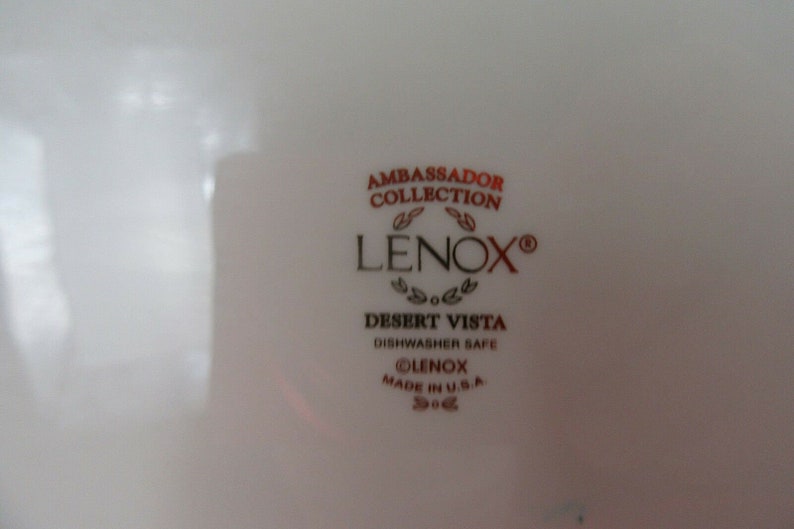 AMBASSADOR
COLLECTION
LENOX®
DESERT VISTA
DISHWASHER SAFE
©LENOX
MADE IN U.S.A.